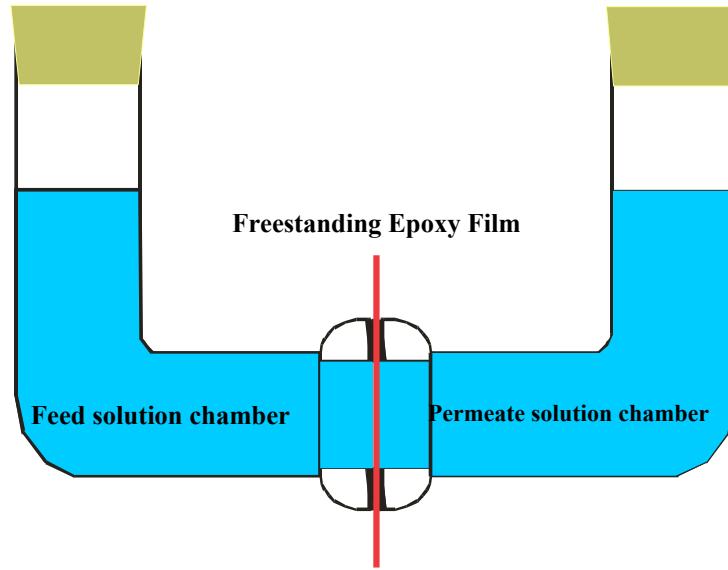 Freestanding Epoxy Film
Feed solution chamber
Permeate solution chamber